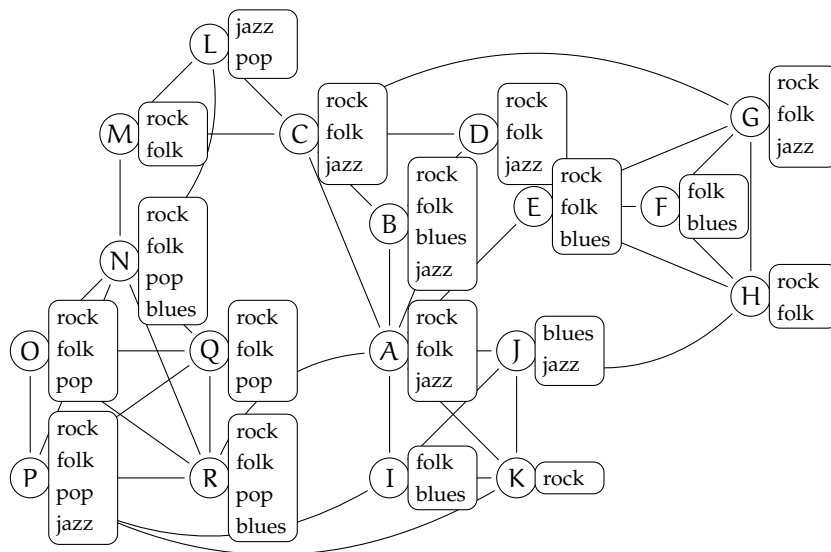 L
jazz
pop
M
rock
folk
C
rock
folk
jazz
D
rock
folk
jazz
G
rock
folk
jazz
B
rock
folk
blues
jazz
E
rock
folk
blues
F
folk
blues
N
rock
folk
pop
blues
H
rock
folk
O
rock
folk
pop
Q
rock
folk
pop
A
rock
folk
jazz
J
blues
jazz
P
rock
folk
pop
jazz
R
rock
folk
pop
blues
I
folk
blues
K
rock